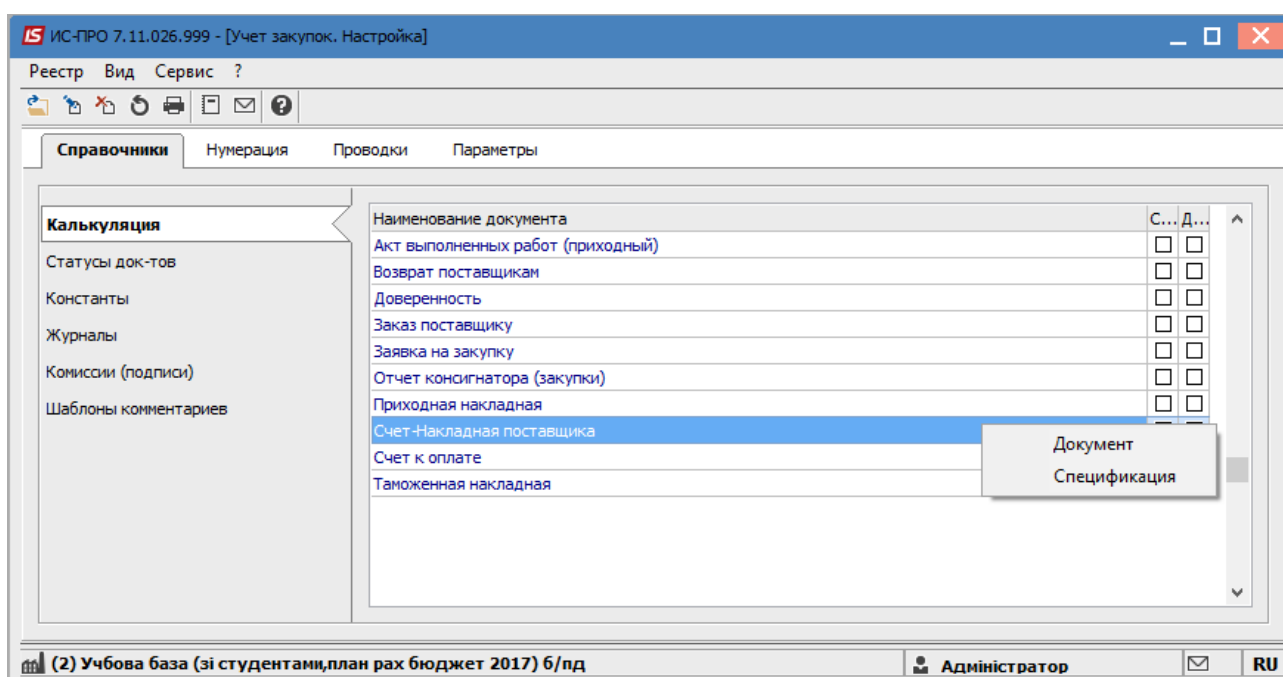 IS ИС-ПРО 7.11.026.999 - [Учет закупок. Настройка]
Реестр Вид Сервис ?
Справочники Нумерация Проводки Параметры
Калькуляция
Статусы док-тов
Константы
Журналы
Комиссии (подписи)
Шаблоны комментариев
Наименование документа С... Д...
Акт выполненных работ (приходный)
Возврат поставщикам
Доверенность
Заказ поставщику
Заявка на закупку
Отчет консигнатора (закупки)
Приходная накладная
Счет-Накладная поставщика
Счет к оплате
Таможенная накладная
Документ
Спецификация
(2) Учбова база (зі студентами,план рах бюджет 2017) б/пд Адміністратор RU